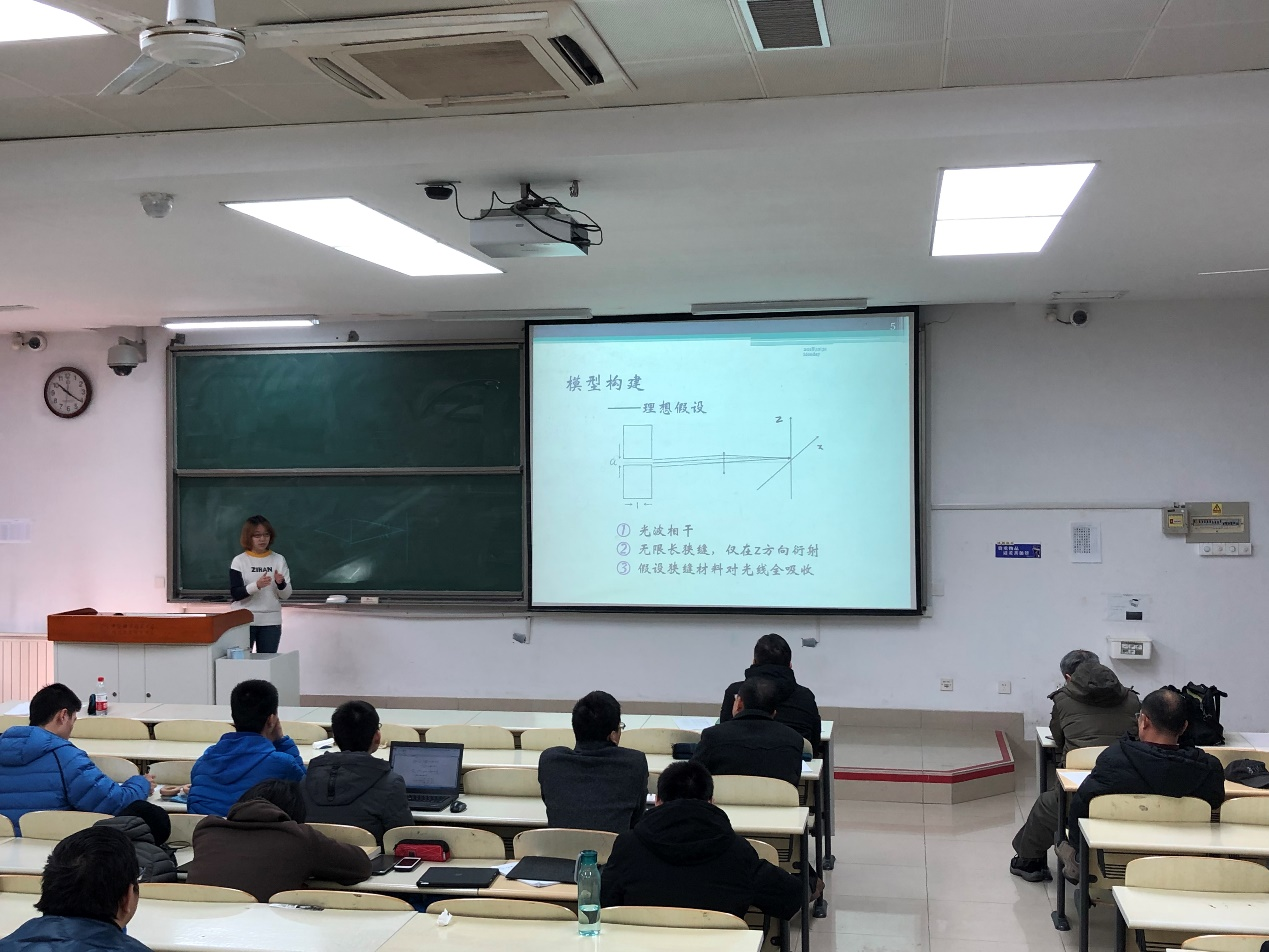 5
模型构建
——理想假设
z
x
a
l
① 光波相干
② 无限长狭缝，仅在z方向衍射
③ 假设狭缝材料对光线全吸收
ZIHAN